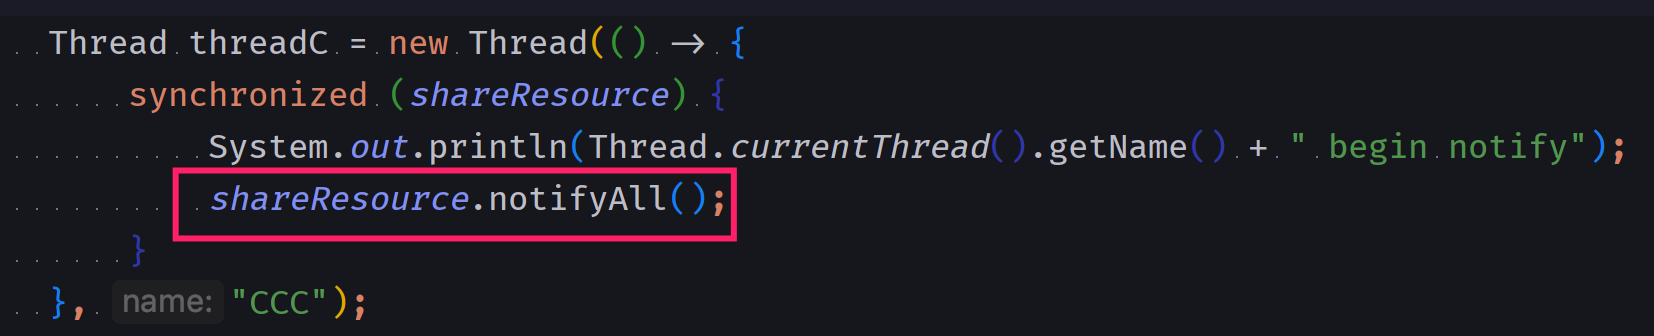 Thread threadC = new Thread(() -> {
synchronized (shareResource) {
System.out.println(Thread.currentThread().getName() + " begin notify");
shareResource.notifyAll();
}
}, name: "CCC");